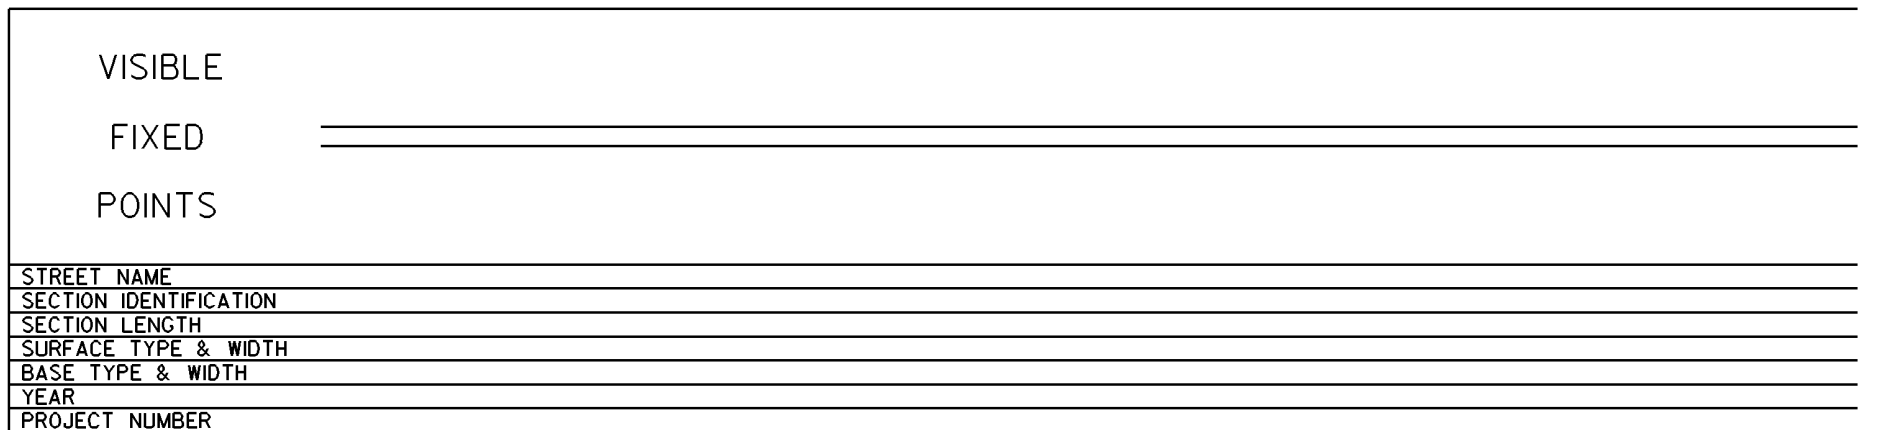 VISIBLE
FIXED
POINTS
STREET NAME
SECTION IDENTIFICATION
SECTION LENGTH
SURFACE TYPE & WIDTH
BASE TYPE & WIDTH
YEAR
PROJECT NUMBER